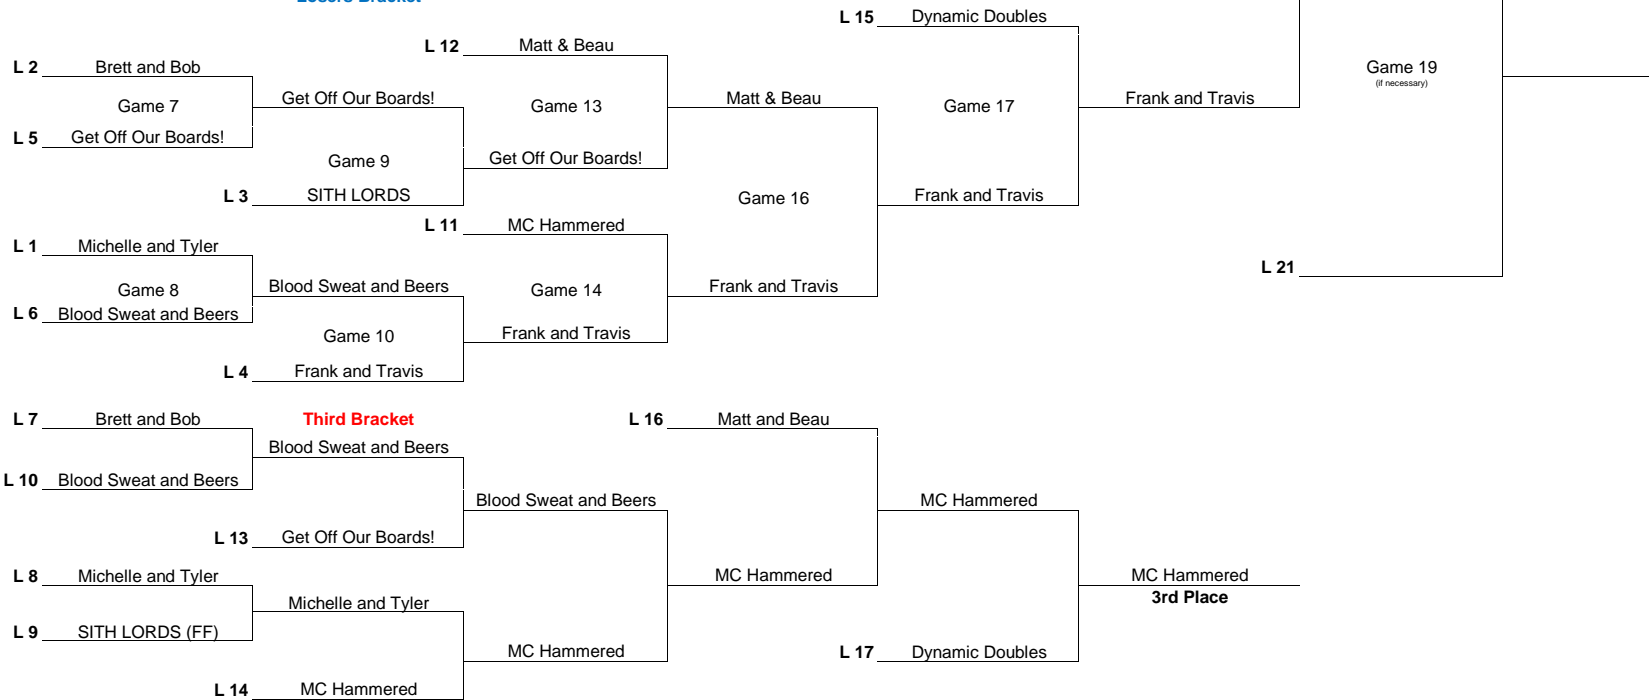 Losers Bracket
L 15 Dynamic Doubles
L 12 Matt & Beau
L 2 Brett and Bob
Game 19
(if necessary)
Game 7
Get Off Our Boards!
Game 13
Matt & Beau
Game 17
Frank and Travis
L 5 Get Off Our Boards!
Game 9
Get Off Our Boards!
L 3 SITH LORDS
Game 16
Frank and Travis
L 11 MC Hammered
L 1 Michelle and Tyler
L 21
Game 8
Blood Sweat and Beers
Game 14
Frank and Travis
L 6 Blood Sweat and Beers
Game 10
Frank and Travis
L 4 Frank and Travis
L 7 Brett and Bob
Third Bracket
L 16 Matt and Beau
Blood Sweat and Beers
L 10 Blood Sweat and Beers
Blood Sweat and Beers
MC Hammered
L 13 Get Off Our Boards!
L 8 Michelle and Tyler
MC Hammered
MC Hammered
3rd Place
Michelle and Tyler
L 9 SITH LORDS (FF)
MC Hammered
L 17 Dynamic Doubles
L 14 MC Hammered